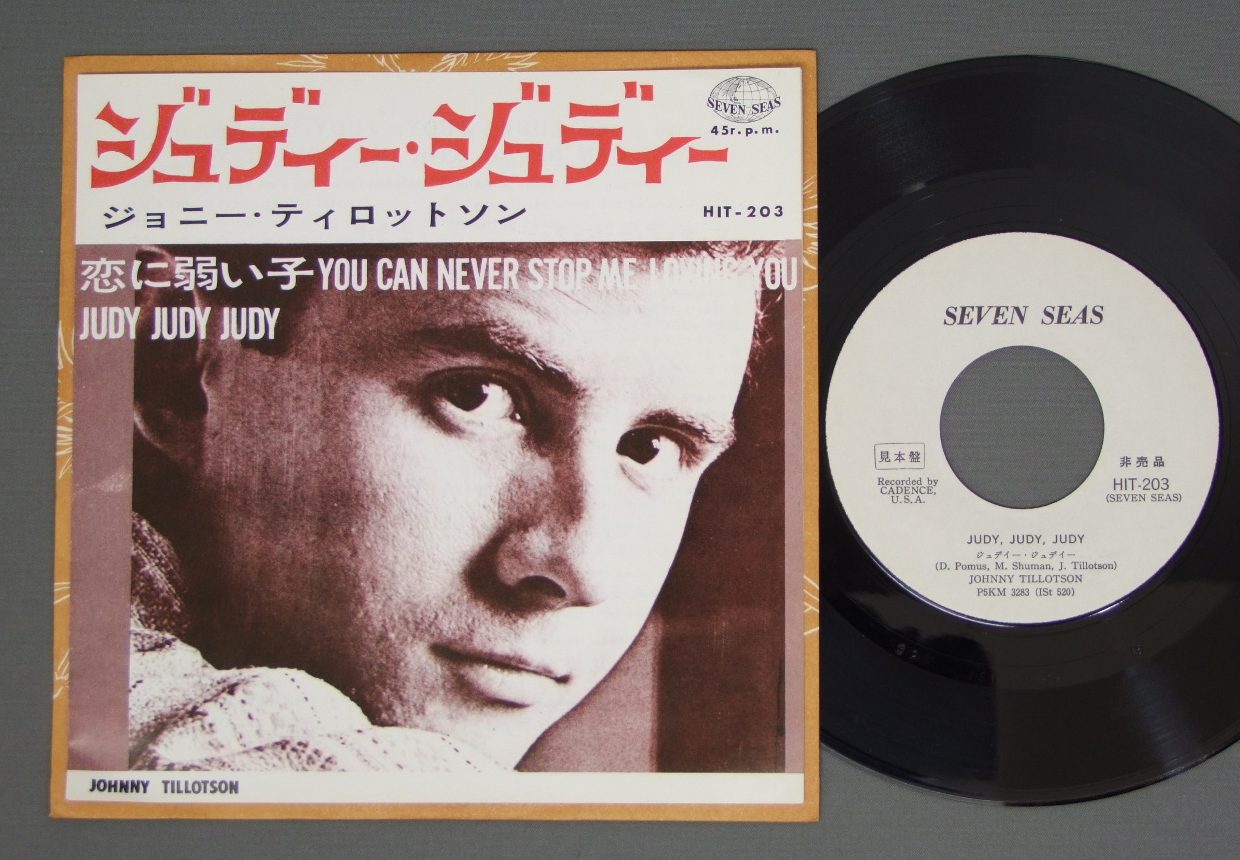 ジュディー・ジュディー
SEVEN SEAS
45r.p.m.
ジョニー・ティロットソン
HIT-203
恋に弱い子 YOU CAN NEVER STOP ME LOVING YOU
JUDY JUDY JUDY
JOHNNY TILLOTSON
SEVEN SEAS
見本盤
Recorded by
CADENCE,
U.S.A.
非売品
HIT-203
(SEVEN SEAS)
JUDY, JUDY, JUDY
ジュデイー・ジュデイー
(D. Pomus, M. Shuman, J. Tillotson)
JOHNNY TILLOTSON
P5KM 3283 (ISt 520)